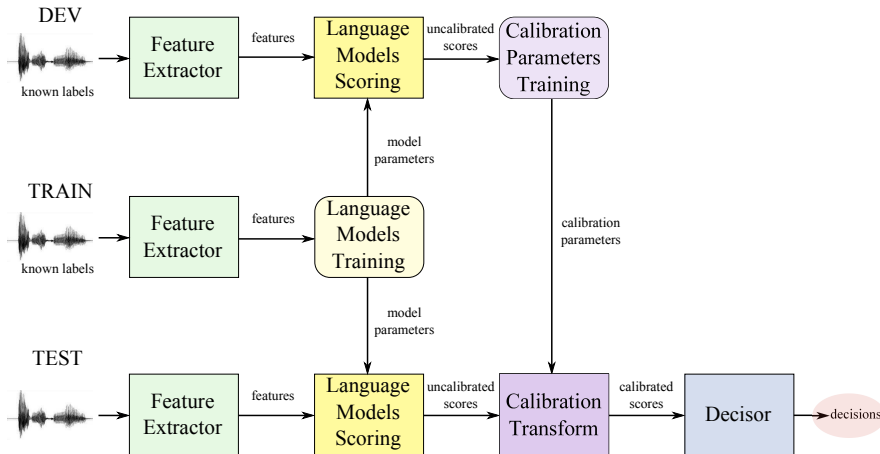 DEV
known labels
Feature
Extractor
features
Language
Models
Scoring
uncalibrated
scores
Calibration
Parameters
Training
model
parameters
TRAIN
known labels
Feature
Extractor
features
Language
Models
Training
calibration
parameters
model
parameters
TEST
Feature
Extractor
features
Language
Models
Scoring
uncalibrated
scores
Calibration
Transform
calibrated
scores
Decisor
decisions